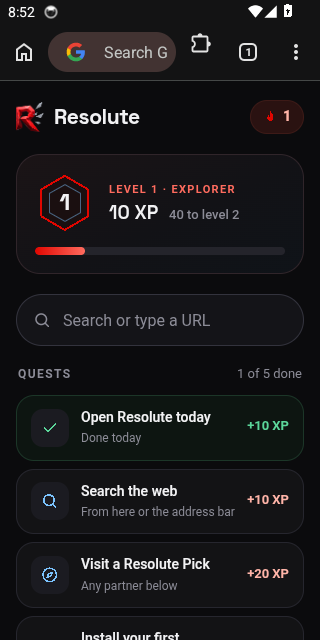 8:52
Search G
1
Resolute
1
1
LEVEL 1 · EXPLORER
10 XP 40 to level 2
Search or type a URL
QUESTS 1 of 5 done
Open Resolute today
Done today
+10 XP
Search the web
From here or the address bar
+10 XP
Visit a Resolute Pick
Any partner below
+20 XP
Install your first